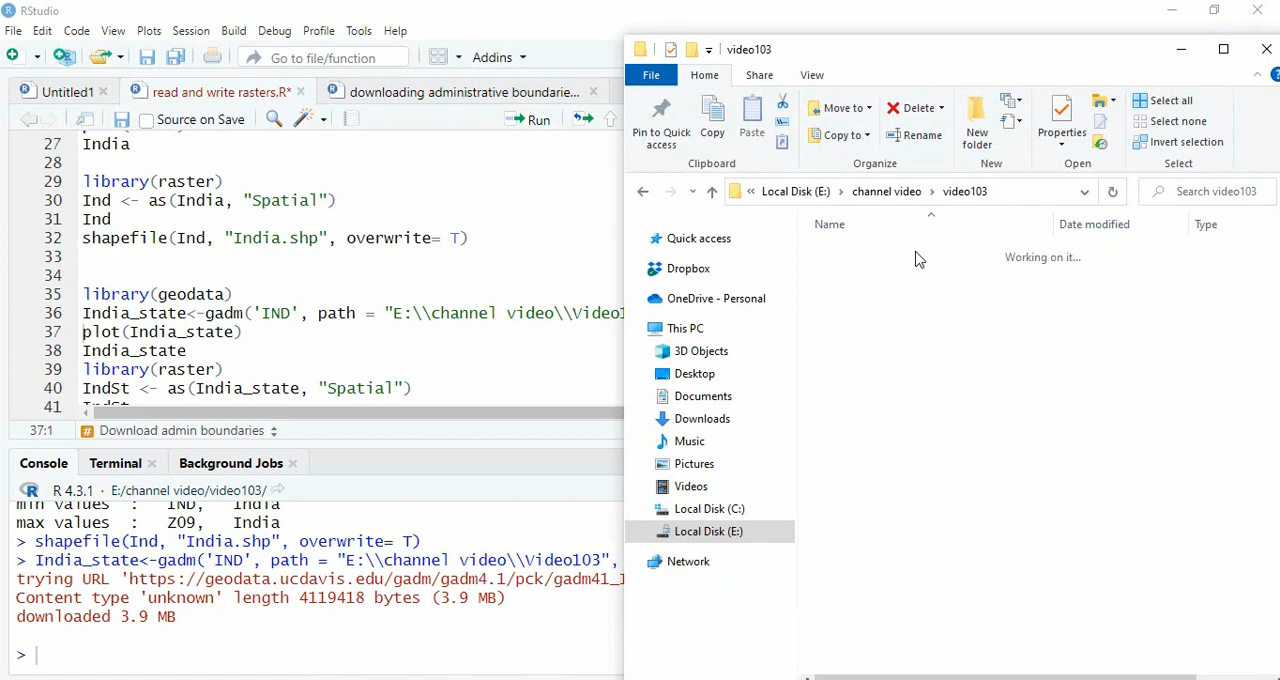 RStudio
File Edit Code View Plots Session Build Debug Profile Tools Help
Go to file/function Addins
Untitled1 read and write rasters.R* downloading administrative boundarie...
Source on Save Run
27 India
28
29 library(raster)
30 Ind <- as(India, "Spatial")
31 Ind
32 shapefile(Ind, "India.shp", overwrite= T)
33
34
35 library(geodata)
36 India_state<-gadm('IND', path = "E:\\channel video\\Video1
37 plot(India_state)
38 India_state
39 library(raster)
40 IndSt <- as(India_state, "Spatial")
41 IndSt
37:1 # Download admin boundaries
Console Terminal Background Jobs
R 4.3.1 · E:/channel video/video103/
min values : IND, India
max values : Z09, India
> shapefile(Ind, "India.shp", overwrite= T)
> India_state<-gadm('IND', path = "E:\\channel video\\Video103",
trying URL 'https://geodata.ucdavis.edu/gadm/gadm4.1/pck/gadm41_I
Content type 'unknown' length 4119418 bytes (3.9 MB)
downloaded 3.9 MB
>
video103
File Home Share View
Pin to Quick access
Copy
Paste
Clipboard
Move to
Copy to
Delete
Rename
Organize
New folder
New
Properties
Open
Select all
Select none
Invert selection
Select
« Local Disk (E:) › channel video › video103
Search video103
Name Date modified Type
Working on it...
Quick access
Dropbox
OneDrive - Personal
This PC
3D Objects
Desktop
Documents
Downloads
Music
Pictures
Videos
Local Disk (C:)
Local Disk (E:)
Network